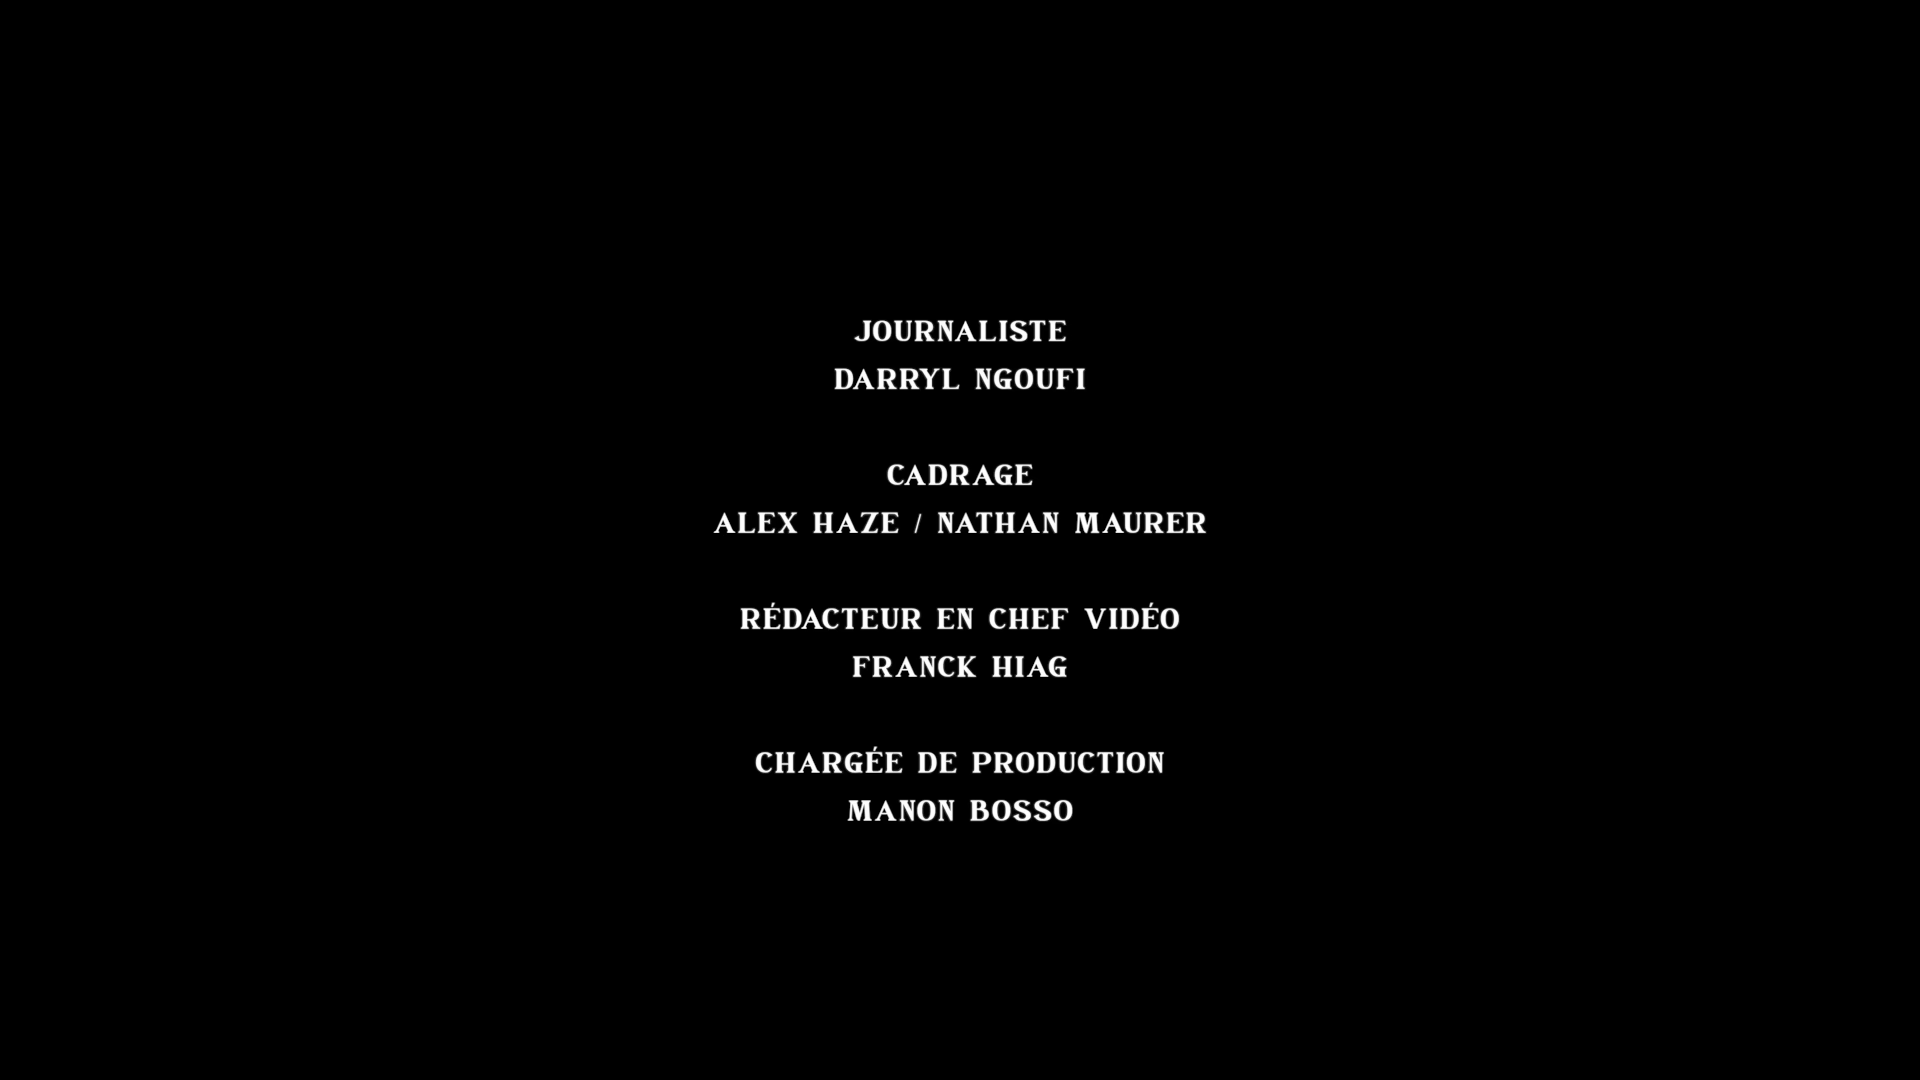 JOURNALISTE
DARRYL NGOUFI
CADRAGE
ALEX HAZE / NATHAN MAURER
RÉDACTEUR EN CHEF VIDÉO
FRANCK HIAG
CHARGÉE DE PRODUCTION
MANON BOSSO